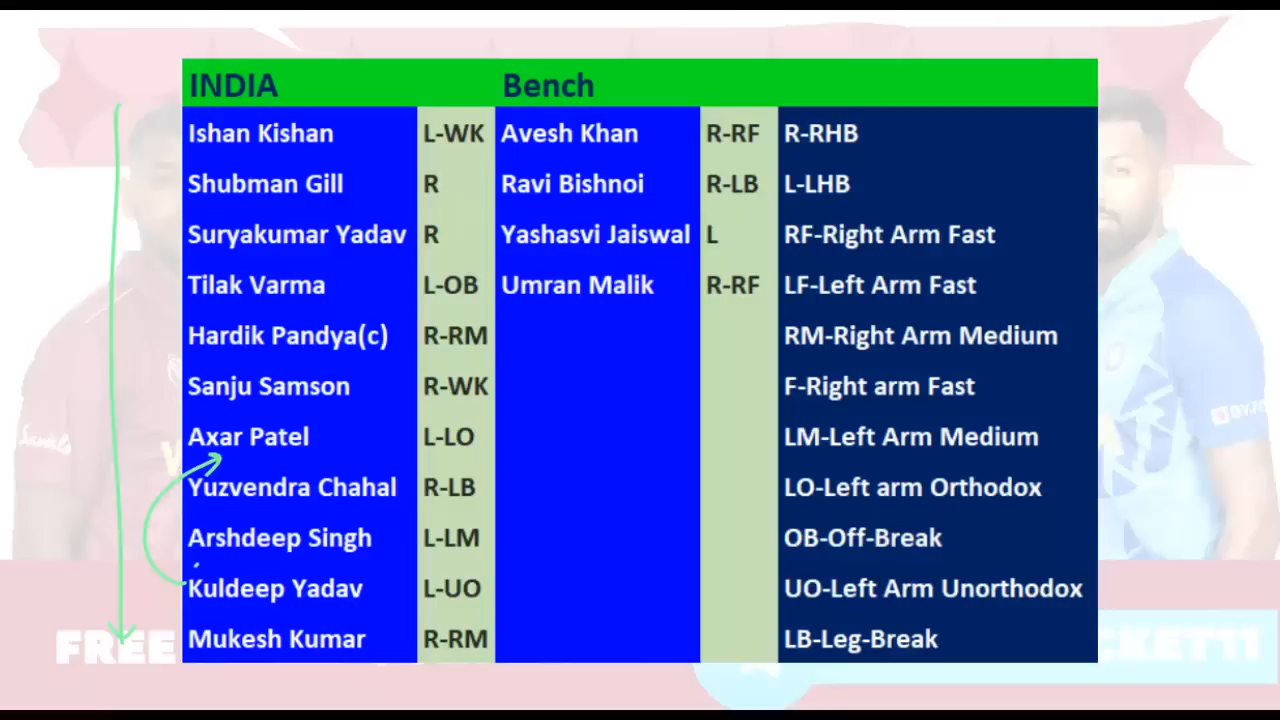 INDIA Bench
Ishan Kishan L-WK Avesh Khan R-RF R-RHB
Shubman Gill R Ravi Bishnoi R-LB L-LHB
Suryakumar Yadav R Yashasvi Jaiswal L RF-Right Arm Fast
Tilak Varma L-OB Umran Malik R-RF LF-Left Arm Fast
Hardik Pandya(c) R-RM RM-Right Arm Medium
Sanju Samson R-WK F-Right arm Fast
Axar Patel L-LO LM-Left Arm Medium
Yuzvendra Chahal R-LB LO-Left arm Orthodox
Arshdeep Singh L-LM OB-Off-Break
Kuldeep Yadav L-UO UO-Left Arm Unorthodox
Mukesh Kumar R-RM LB-Leg-Break
FREE